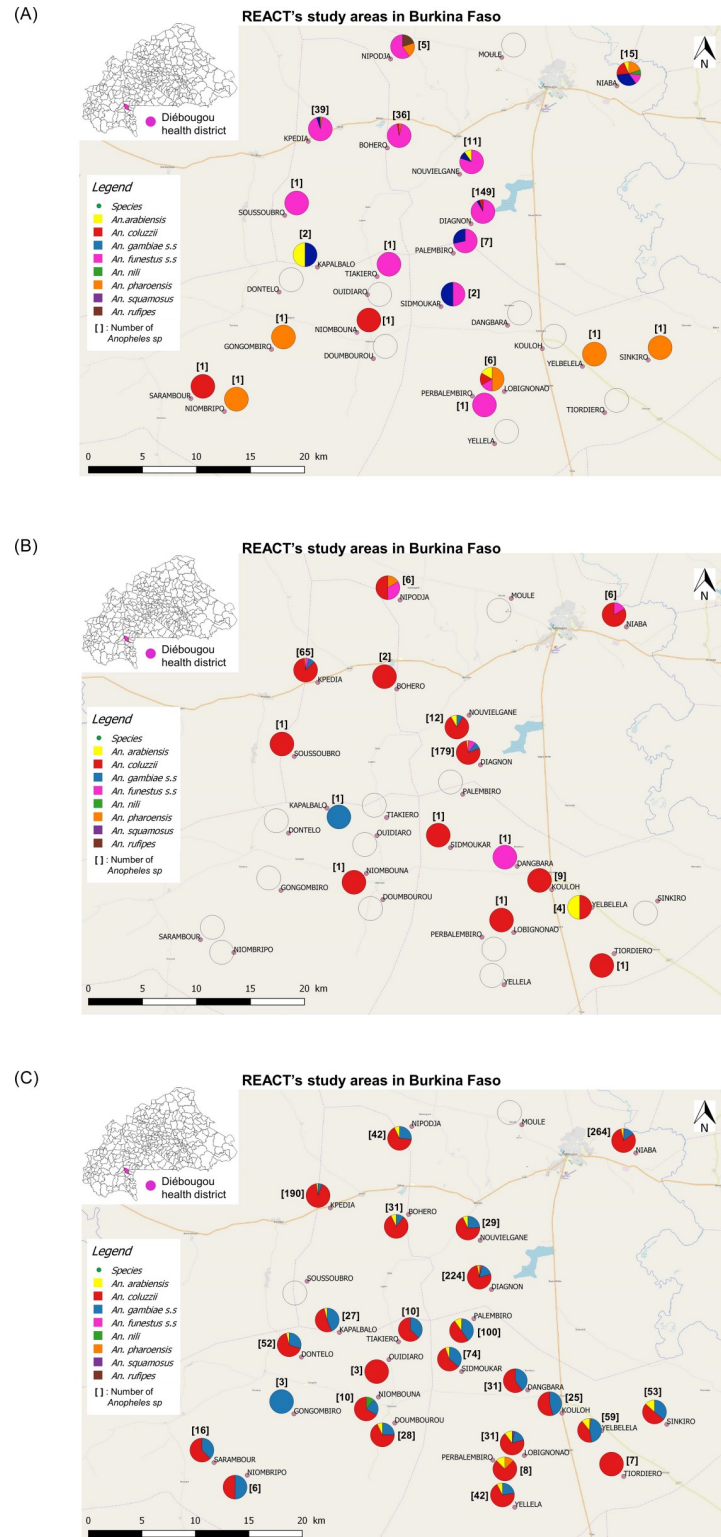 (A)
REACT's study areas in Burkina Faso
Diébougou
health district
N
[5]
NIPODJA
MOULE
[15]
NIABA
[39]
KPEDIA
[36]
BOHERO
[11]
NOUVIELGANE
Legend
Species
An.arabiensis
An. coluzzii
An. gambiae s.s
An. funestus s.s
An. nili
An. pharoensis
An. squamosus
An. rufipes
[ ] : Number of
Anopheles sp
[1]
SOUSSOUBRO
[149]
DIAGNON
[2]
KAPALBALO
[1]
TIAKIERO
PALEMBIRO
[7]
DONTELO
OUIDIARO
SIDMOUKAR
[2]
[1]
GONGOMBIRO
NIOMBOUNA
[1]
DANGBARA
DOUMBOUROU
KOULOH
[1]
YELBELELA
[1]
SINKIRO
[1]
SARAMBOUR
[1]
NIOMBRIPO
[6]
PERBALEMBIRO
LOBIGNONAO
[1]
TIORDIERO
YELLELA
0 5 10 15 20 km
(B)
REACT's study areas in Burkina Faso
Diébougou
health district
N
[6]
NIPODJA
MOULE
[6]
NIABA
[65]
KPEDIA
[2]
BOHERO
Legend
Species
An. arabiensis
An. coluzzii
An. gambiae s.s
An. funestus s.s
An. nili
An. pharoensis
An. squamosus
An. rufipes
[ ] : Number of
Anopheles sp
NOUVIELGANE
[12]
[1]
SOUSSOUBRO
[179]
DIAGNON
PALEMBIRO
KAPALBALO
[1]
TIAKIERO
DONTELO
OUIDIARO
[1]
SIDMOUKAR
[1]
DANGBARA
[1]
NIOMBOUNA
GONGOMBIRO
DOUMBOUROU
[9]
KOULOH
[4]
YELBELELA
SINKIRO
[1]
PERBALEMBIRO
LOBIGNONAO
SARAMBOUR
NIOMBRIPO
TIORDIERO
[1]
YELLELA
0 5 10 15 20 km
(C)
REACT's study areas in Burkina Faso
Diébougou
health district
N
[42]
NIPODJA
MOULE
[264]
NIABA
[190]
KPEDIA
[31]
BOHERO
[29]
NOUVIELGANE
Legend
Species
An. arabiensis
An. coluzzii
An. gambiae s.s
An. funestus s.s
An. nili
An. pharoensis
An. squamosus
An. rufipes
[ ] : Number of
Anopheles sp
SOUSSOUBRO
[224]
DIAGNON
[27]
KAPALBALO
[10]
TIAKIERO
PALEMBIRO
[100]
[52]
DONTELO
OUIDIARO
[3]
[74]
SIDMOUKAR
[31]
DANGBARA
[3]
GONGOMBIRO
[10]
NIOMBOUNA
DOUMBOUROU
[28]
[25]
KOULOH
[59]
YELBELELA
[53]
SINKIRO
[16]
SARAMBOUR
NIOMBRIPO
[6]
[31]
LOBIGNONAO
PERBALEMBIRO
[8]
[7]
TIORDIERO
[42]
YELLELA
0 5 10 15 20 km